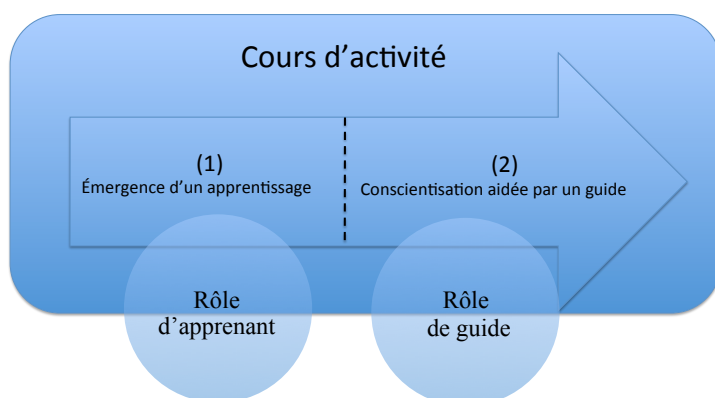 Cours d’activité
(1)
Émergence d’un apprentissage
(2)
Conscientisation aidée par un guide
Rôle
d’apprenant
Rôle
de guide